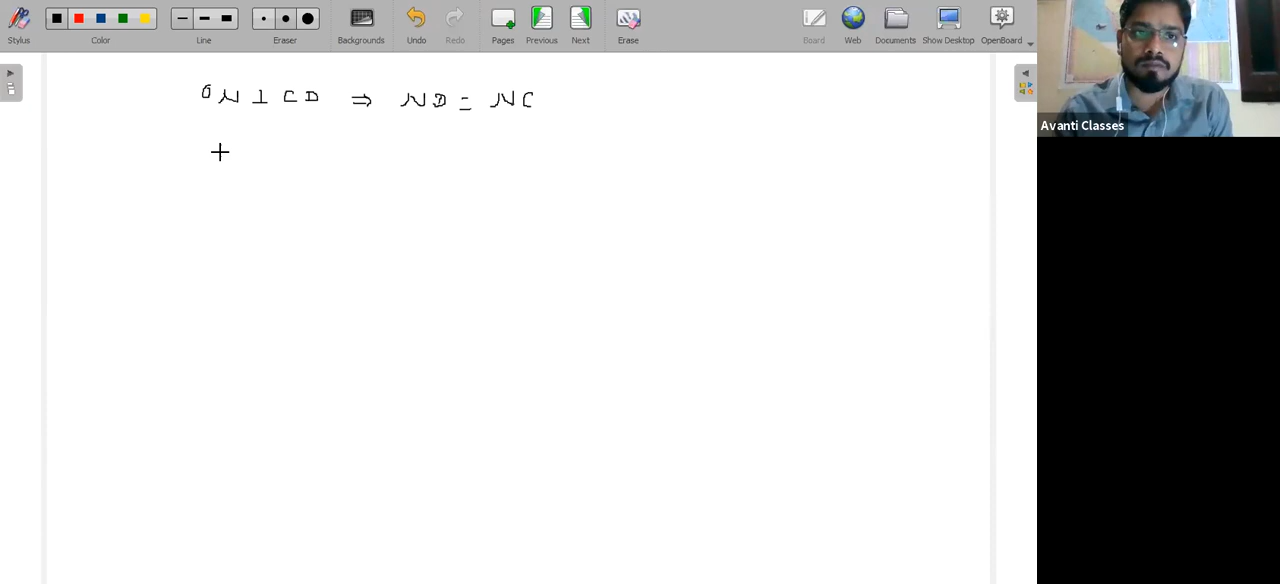 Stylus Color Line Eraser Backgrounds Undo Redo Pages Previous Next Erase Board Web Documents Show Desktop OpenBoard
Avanti Classes
ON ⊥ CD ⇒ ND = NC